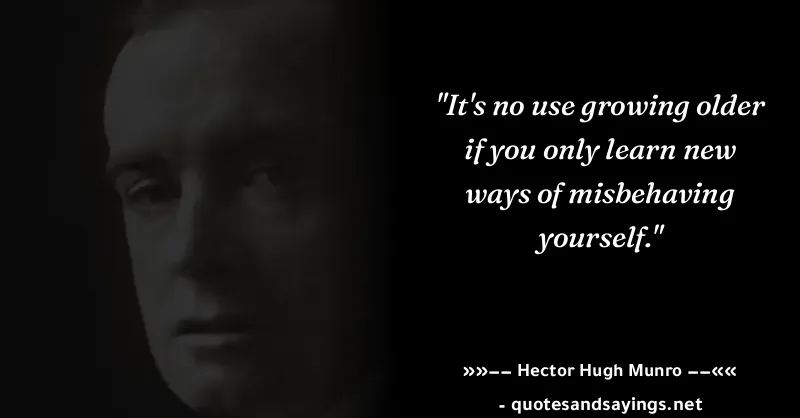 "It's no use growing older
if you only learn new
ways of misbehaving
yourself."
»»–– Hector Hugh Munro ––««
- quotesandsayings.net